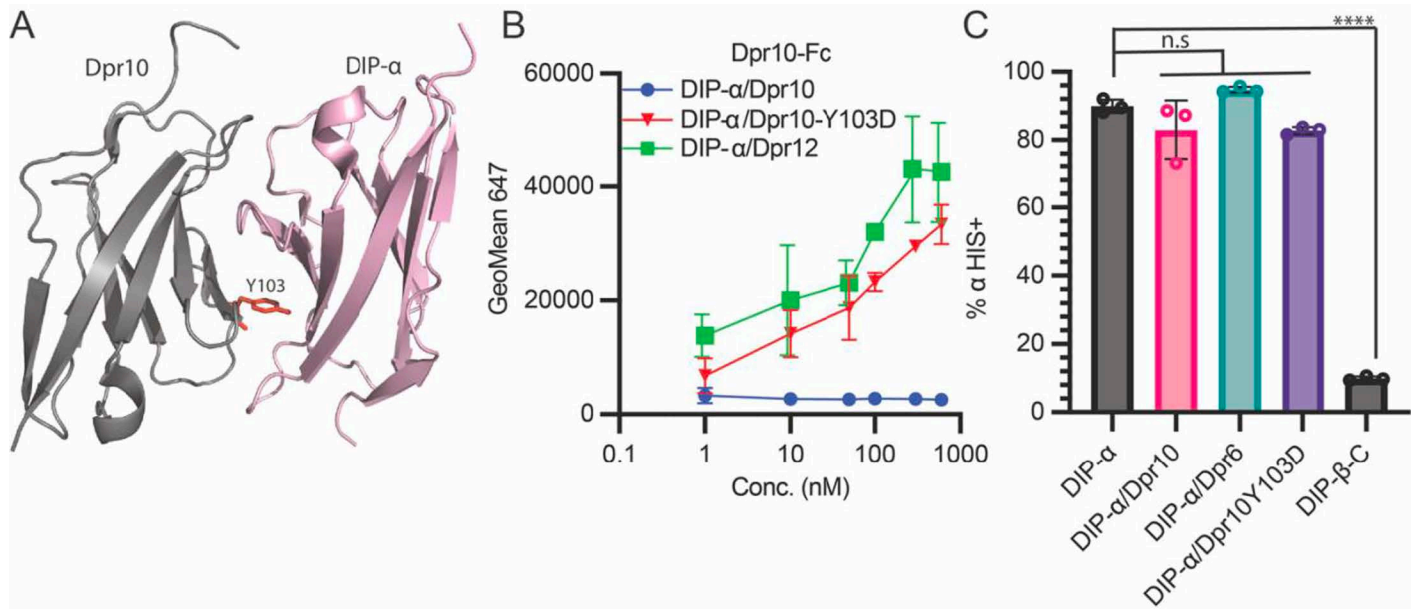 A
Dpr10
DIP-α
Y103
B
Dpr10-Fc
60000
40000
20000
0
GeoMean 647
DIP-α/Dpr10
DIP-α/Dpr10-Y103D
DIP-α/Dpr12
0.1
1
10
100
1000
Conc. (nM)
C
****
n.s
100
80
60
40
20
0
% α HIS+
DIP-α
DIP-α/Dpr10
DIP-α/Dpr6
DIP-α/Dpr10Y103D
DIP-β-C